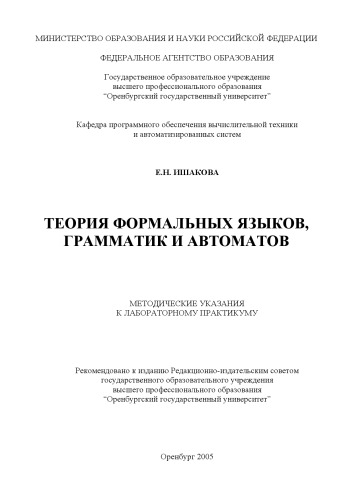 МИНИСТЕРСТВО ОБРАЗОВАНИЯ И НАУКИ РОССИЙСКОЙ ФЕДЕРАЦИИ
ФЕДЕРАЛЬНОЕ АГЕНТСТВО ОБРАЗОВАНИЯ
Государственное образовательное учреждение
высшего профессионального образования
“Оренбургский государственный университет”
Кафедра программного обеспечения вычислительной техники
и автоматизированных систем
Е.Н. ИШАКОВА
ТЕОРИЯ ФОРМАЛЬНЫХ ЯЗЫКОВ,
ГРАММАТИК И АВТОМАТОВ
МЕТОДИЧЕСКИЕ УКАЗАНИЯ
К ЛАБОРАТОРНОМУ ПРАКТИКУМУ
Рекомендовано к изданию Редакционно-издательским советом
государственного образовательного учреждения
высшего профессионального образования
“Оренбургский государственный университет”
Оренбург 2005